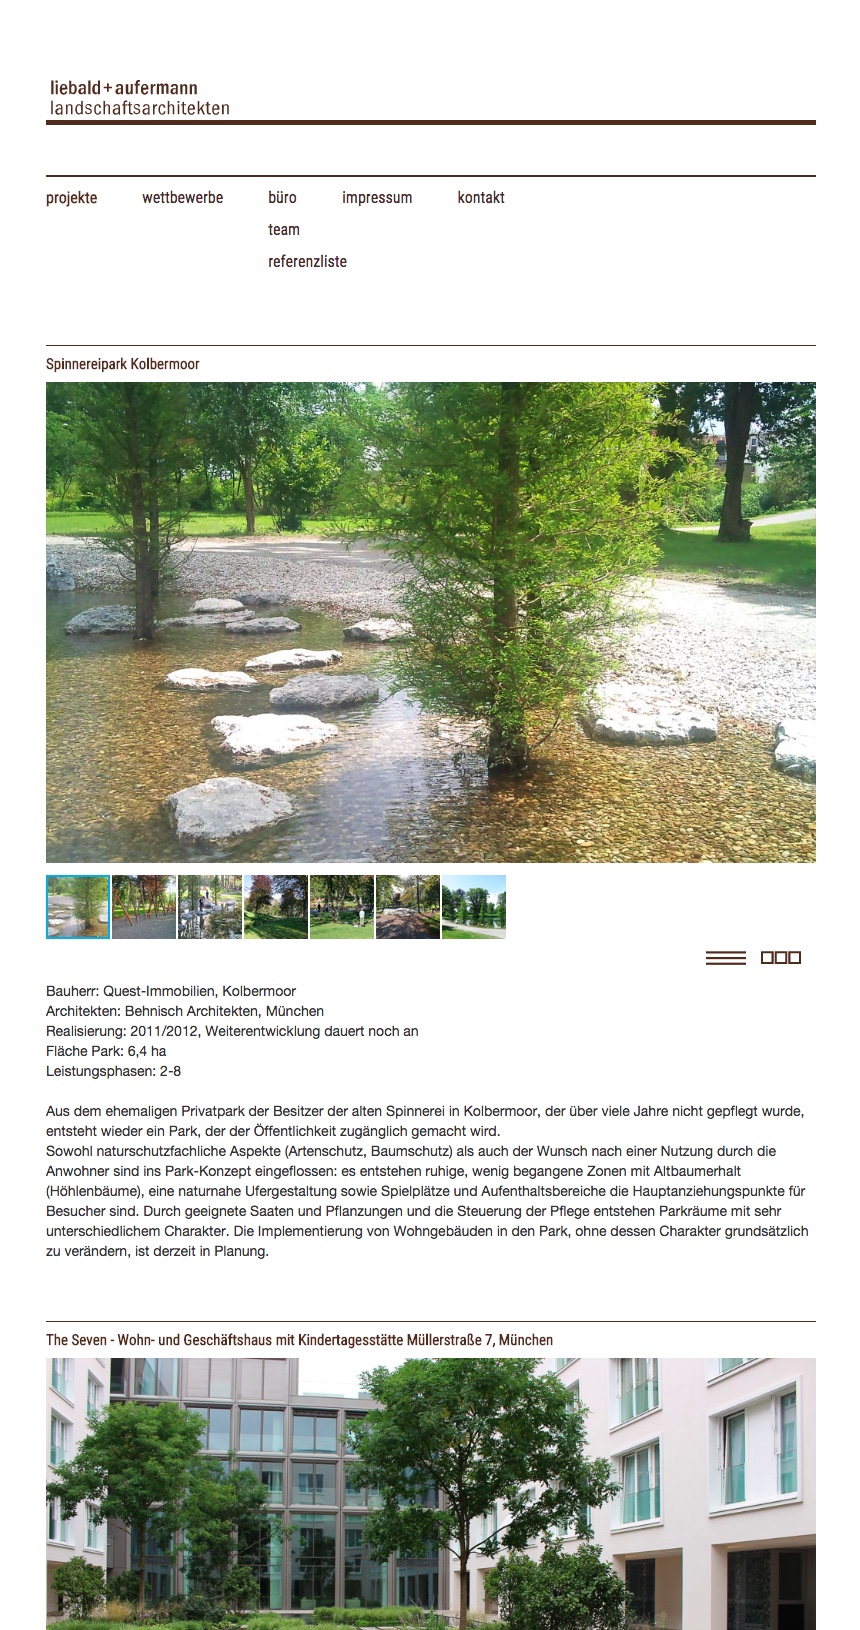 liebald+aufermann
landschaftsarchitekten
projekte wettbewerbe büro impressum kontakt
team
referenzliste
Spinnereipark Kolbermoor
Bauherr: Quest-Immobilien, Kolbermoor
Architekten: Behnisch Architekten, München
Realisierung: 2011/2012, Weiterentwicklung dauert noch an
Fläche Park: 6,4 ha
Leistungsphasen: 2-8
Aus dem ehemaligen Privatpark der Besitzer der alten Spinnerei in Kolbermoor, der über viele Jahre nicht gepflegt wurde,
entsteht wieder ein Park, der der Öffentlichkeit zugänglich gemacht wird.
Sowohl naturschutzfachliche Aspekte (Artenschutz, Baumschutz) als auch der Wunsch nach einer Nutzung durch die
Anwohner sind ins Park-Konzept eingeflossen: es entstehen ruhige, wenig begangene Zonen mit Altbaumerhalt
(Höhlenbäume), eine naturnahe Ufergestaltung sowie Spielplätze und Aufenthaltsbereiche die Hauptanziehungspunkte für
Besucher sind. Durch geeignete Saaten und Pflanzungen und die Steuerung der Pflege entstehen Parkräume mit sehr
unterschiedlichem Charakter. Die Implementierung von Wohngebäuden in den Park, ohne dessen Charakter grundsätzlich
zu verändern, ist derzeit in Planung.
The Seven - Wohn- und Geschäftshaus mit Kindertagesstätte Müllerstraße 7, München